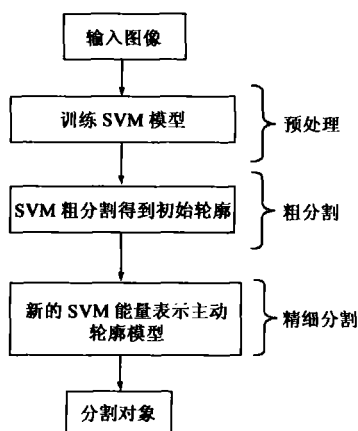 输入图像
训练 SVM 模型
预处理
SVM 粗分割得到初始轮廓
粗分割
新的 SVM 能量表示主动
轮廓模型
精细分割
分割对象